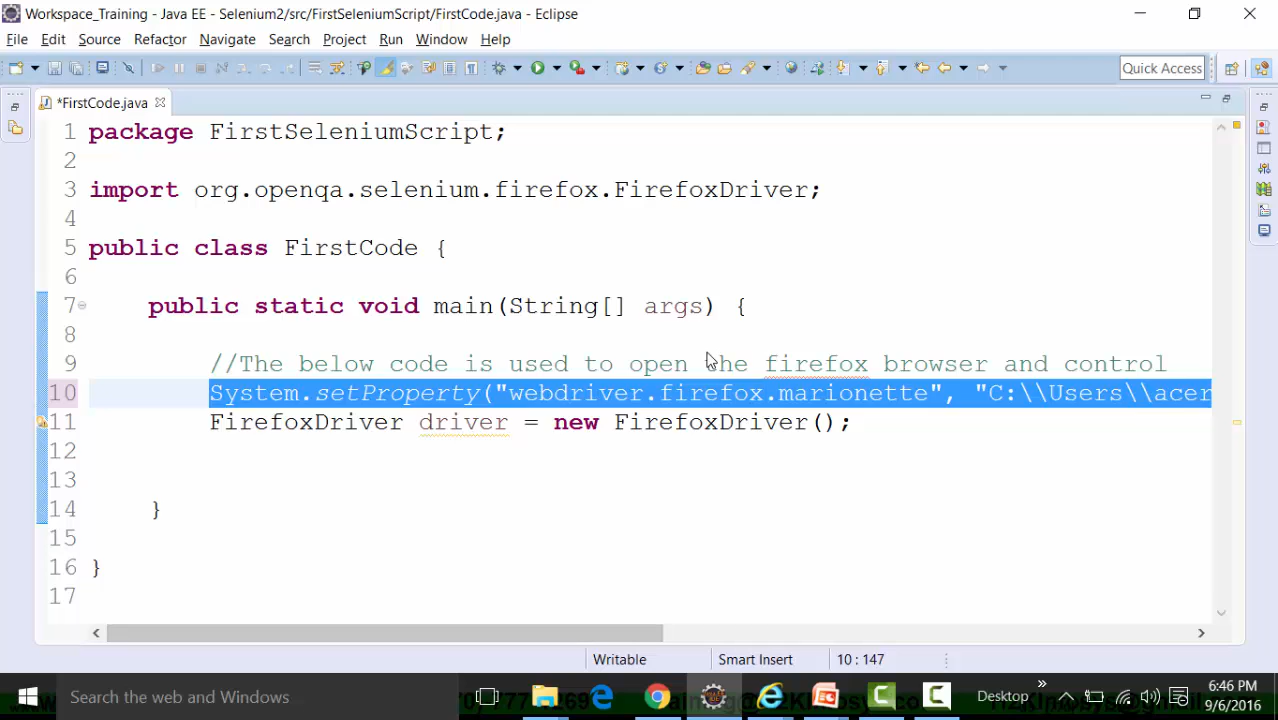 Workspace_Training - Java EE - Selenium2/src/FirstSeleniumScript/FirstCode.java - Eclipse
File Edit Source Refactor Navigate Search Project Run Window Help
Quick Access
*FirstCode.java
1 package FirstSeleniumScript;
2
3 import org.openqa.selenium.firefox.FirefoxDriver;
4
5 public class FirstCode {
6
7 public static void main(String[] args) {
8
9 //The below code is used to open the firefox browser and control
10 System.setProperty("webdriver.firefox.marionette", "C:\\Users\\acer
11 FirefoxDriver driver = new FirefoxDriver();
12
13
14 }
15
16 }
17
Writable Smart Insert 10 : 147
Search the web and Windows
Desktop
6:46 PM
9/6/2016